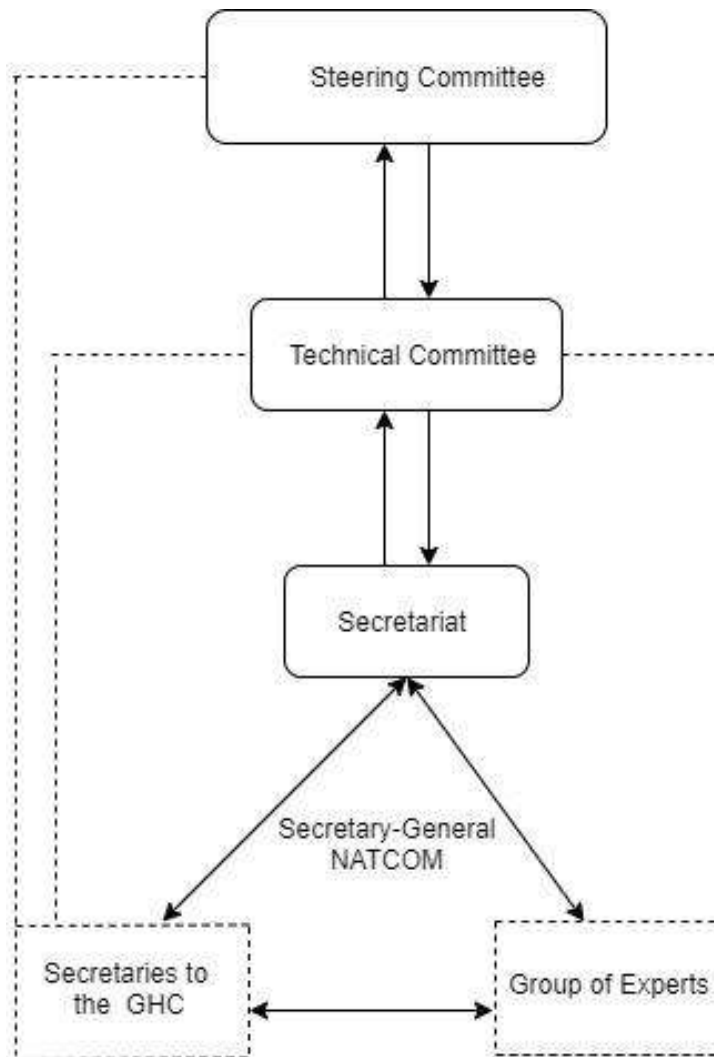 Steering Committee
Technical Committee
Secretariat
Secretary-General
NATCOM
Secretaries to
the GHC
Group of Experts